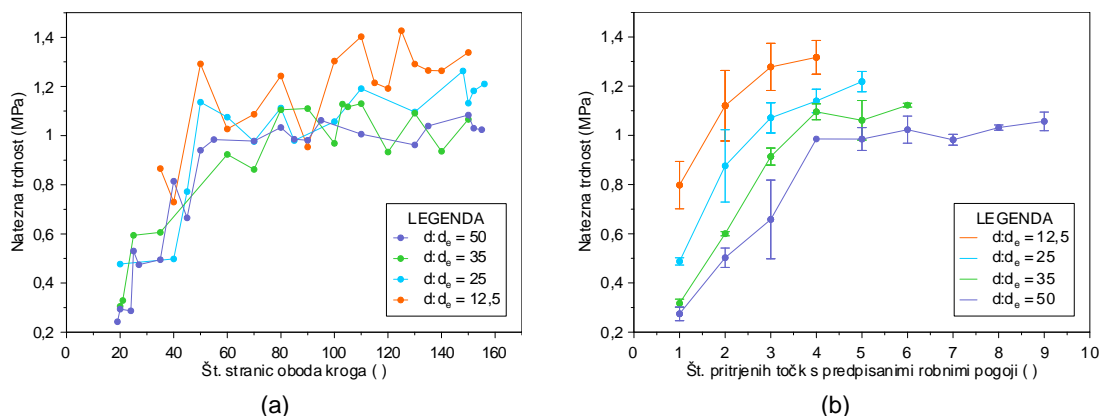 1,4
1,2
1
0,8
0,6
0,4
0,2
Natezna trdnost (MPa)
0 20 40 60 80 100 120 140 160
Št. stranic oboda kroga ( )
LEGENDA
d:de = 50
d:de = 35
d:de = 25
d:de = 12,5
(a)
1,4
1,2
1
0,8
0,6
0,4
0,2
Natezna trdnost (MPa)
0 1 2 3 4 5 6 7 8 9 10
Št. pritrjenih točk s predpisanimi robnimi pogoji ( )
LEGENDA
d:de = 12,5
d:de = 25
d:de = 35
d:de = 50
(b)